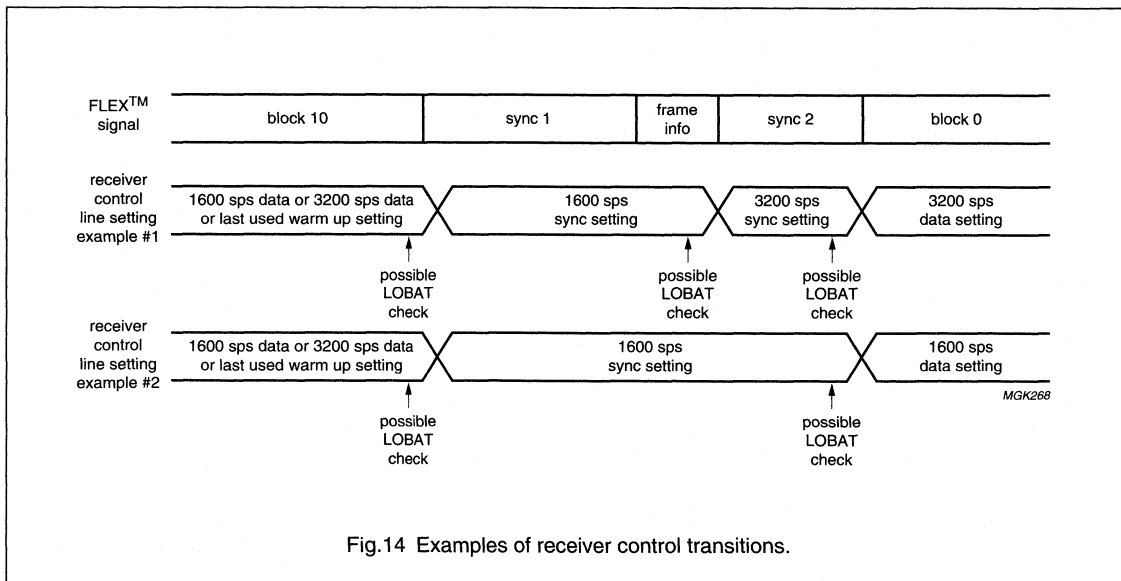 FLEX™
signal
block 10
sync 1
frame
info
sync 2
block 0
receiver
control
line setting
example #1
1600 sps data or 3200 sps data
or last used warm up setting
1600 sps
sync setting
3200 sps
sync setting
3200 sps
data setting
possible
LOBAT
check
possible
LOBAT
check
possible
LOBAT
check
receiver
control
line setting
example #2
1600 sps data or 3200 sps data
or last used warm up setting
1600 sps
sync setting
1600 sps
data setting
MGK268
possible
LOBAT
check
possible
LOBAT
check
Fig.14 Examples of receiver control transitions.